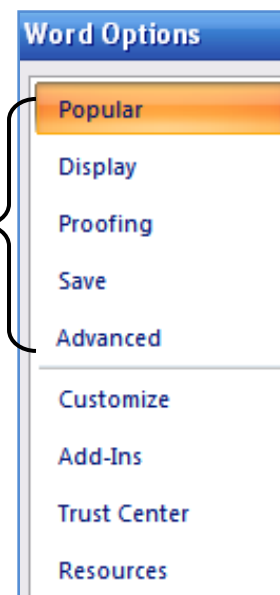 Word Options
Popular
Display
Proofing
Save
Advanced
Customize
Add-Ins
Trust Center
Resources